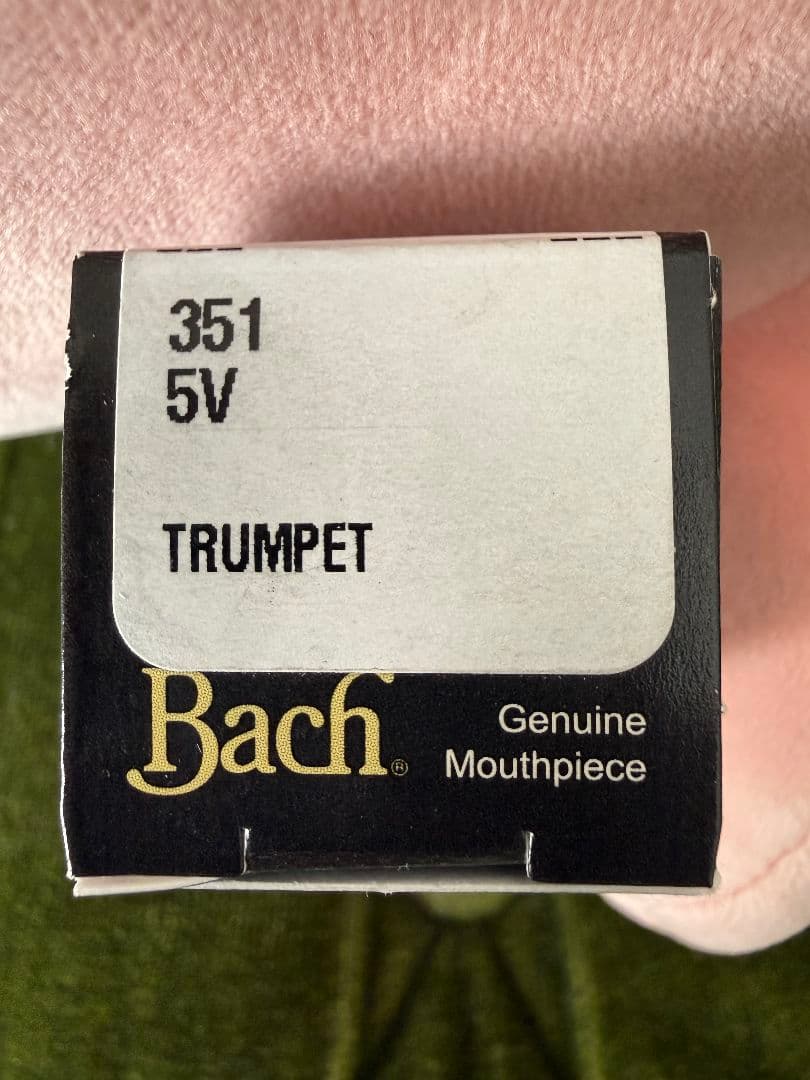 351
5V
TRUMPET
Bach®
Genuine
Mouthpiece